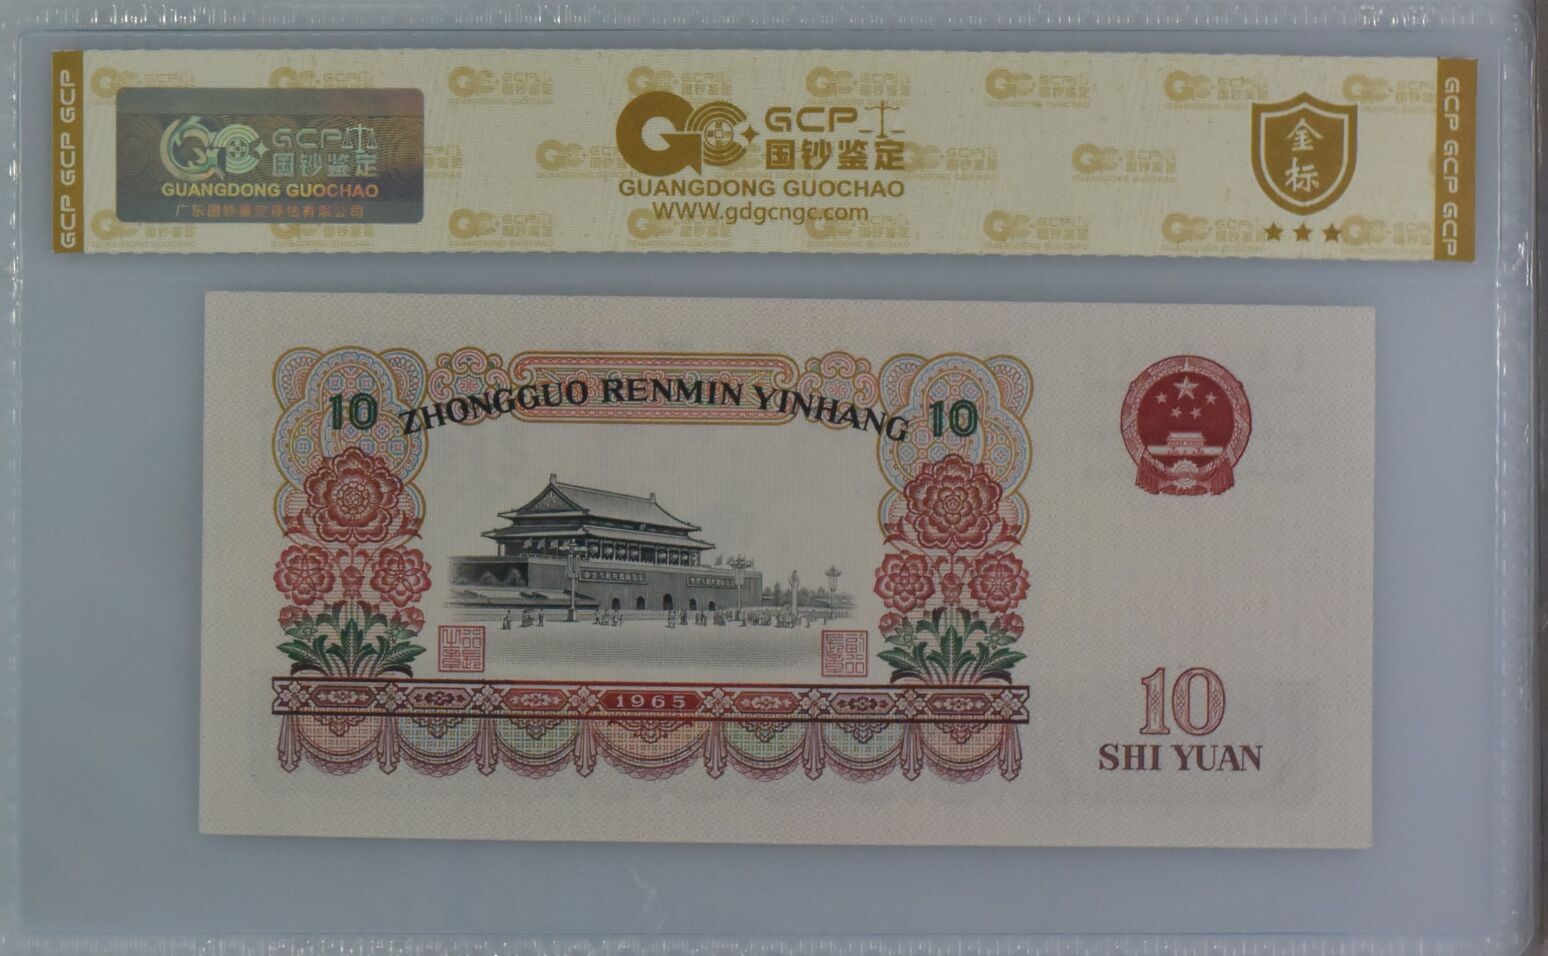 GCP GCP GCP
GCP
国钞鉴定
GUANGDONG GUOCHAO
广东国钞鉴定评估有限公司
GCP
国钞鉴定
GUANGDONG GUOCHAO
WWW.gdgcngc.com
金标
GCP GCP GCP
10 ZHONGGUO RENMIN YINHANG 10
1965
10
SHI YUAN